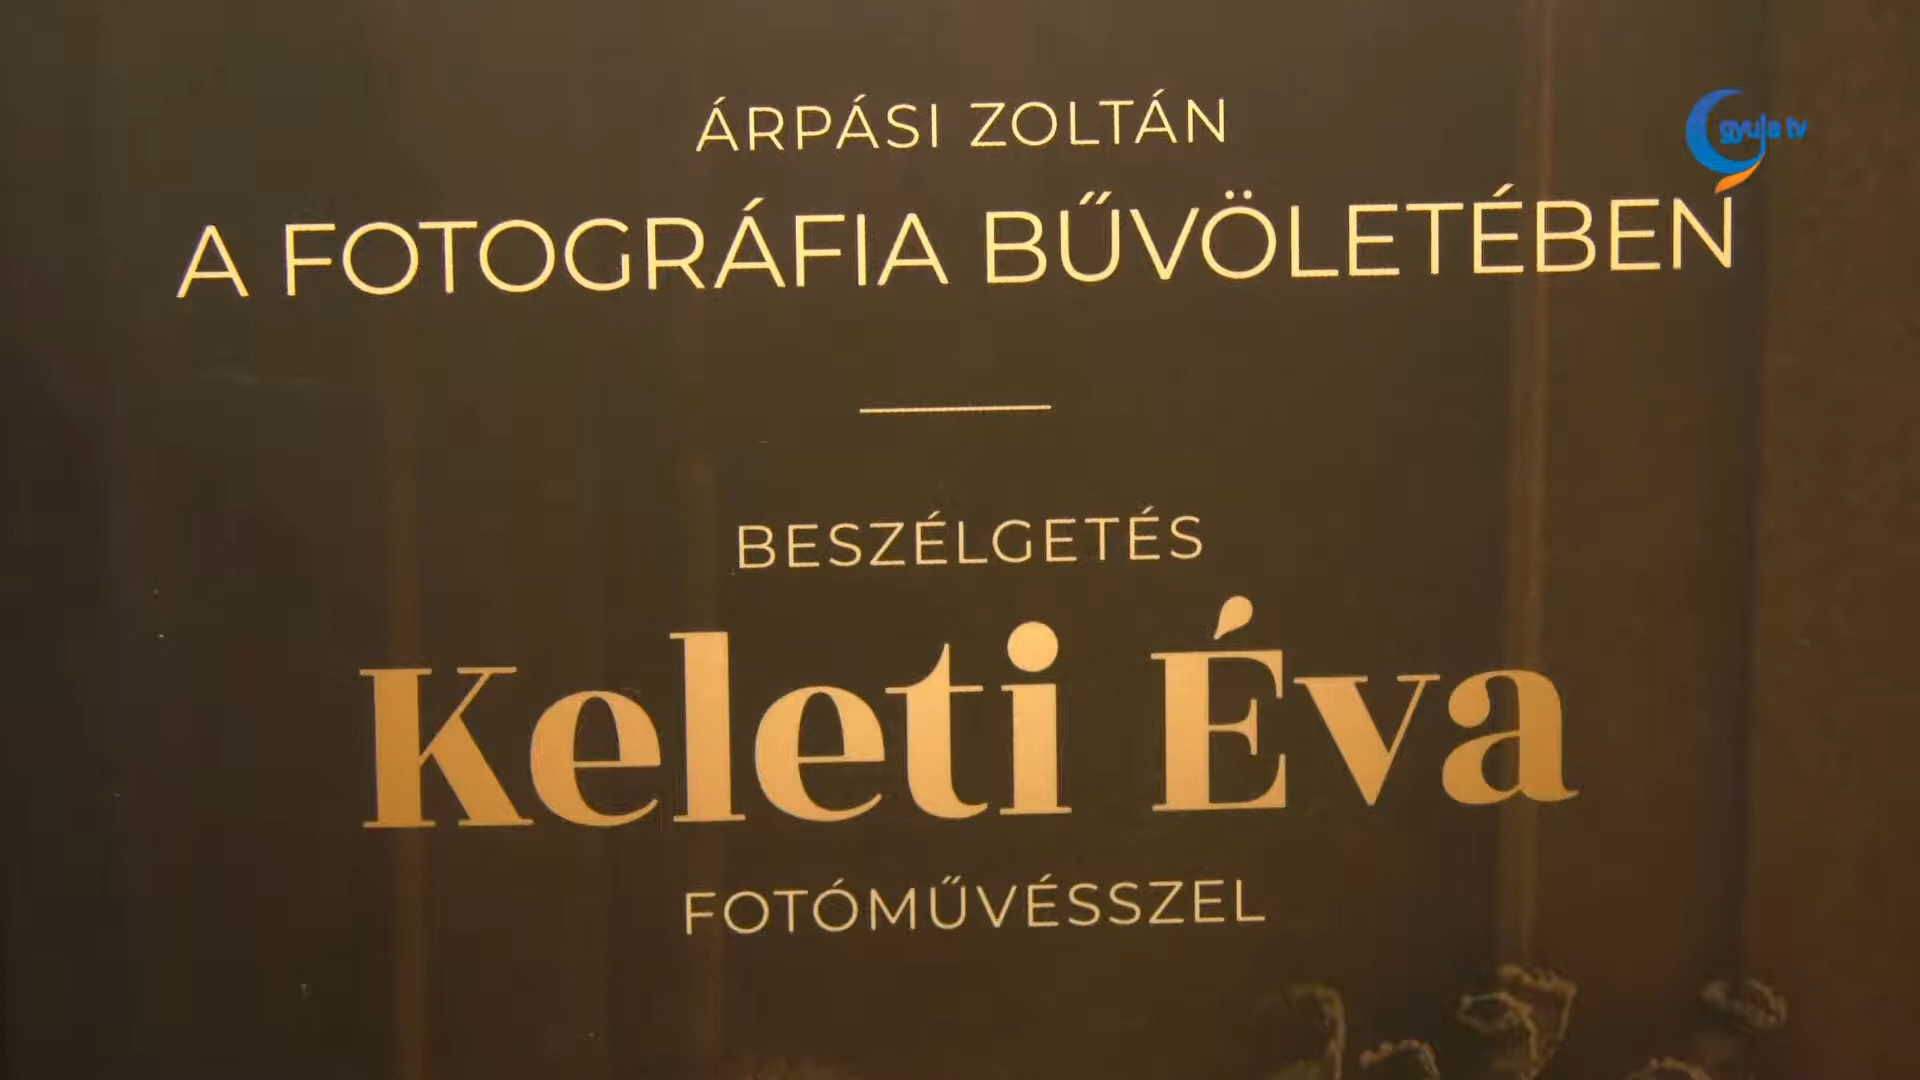 ÁRPÁSI ZOLTÁN
gyula tv
A FOTOGRÁFIA BŰVÖLETÉBEN
BESZÉLGETÉS
Keleti Éva
FOTÓMŰVÉSSZEL